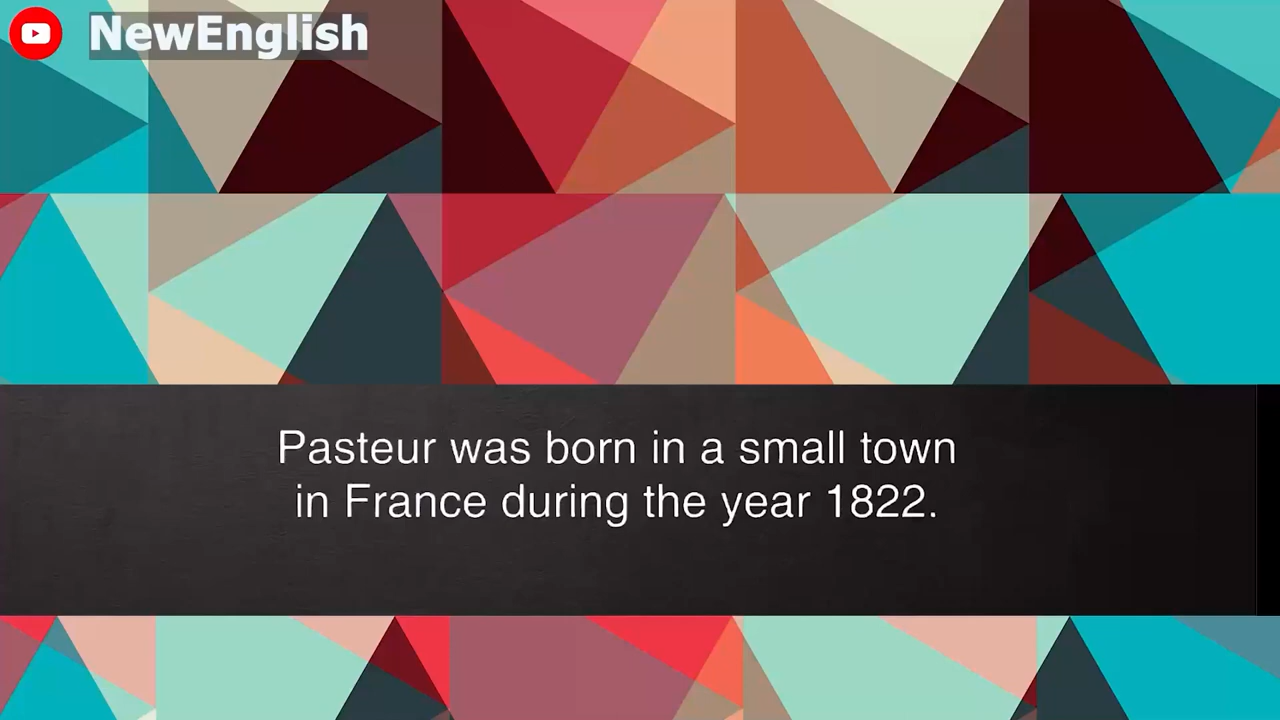 NewEnglish
Pasteur was born in a small town
in France during the year 1822.